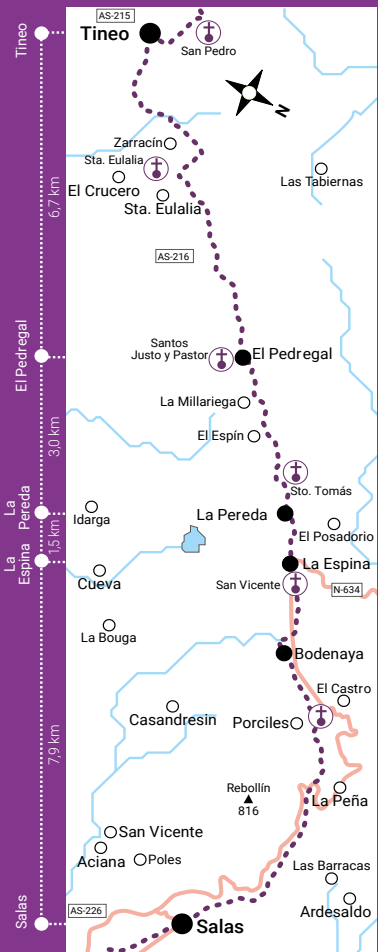 Tineo
6,7 km
El Pedregal
3,0 km
La
Pereda
1,5 km
La
Espina
7,9 km
Salas
AS-215
Tineo
San Pedro
N
Zarracín
Sta. Eulalia
El Crucero
Sta. Eulalia
Las Tabiernas
AS-216
Santos
Justo y Pastor
El Pedregal
La Millariega
El Espín
Sto. Tomás
Idarga
La Pereda
El Posadorio
La Espina
Cueva
San Vicente
N-634
La Bouga
Bodenaya
El Castro
Casandresin
Porciles
Rebollín
816
La Peña
San Vicente
Aciana
Poles
Las Barracas
Ardesaldo
AS-226
Salas